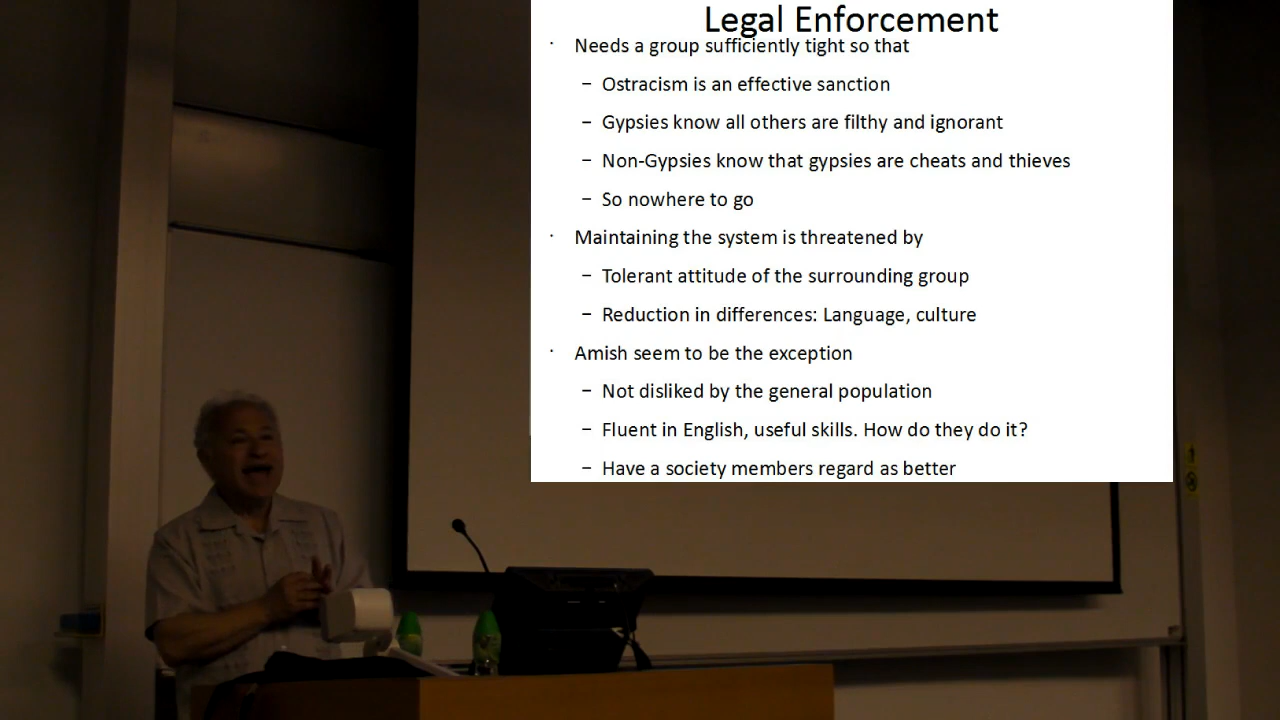 Legal Enforcement
· Needs a group sufficiently tight so that
– Ostracism is an effective sanction
– Gypsies know all others are filthy and ignorant
– Non-Gypsies know that gypsies are cheats and thieves
– So nowhere to go
· Maintaining the system is threatened by
– Tolerant attitude of the surrounding group
– Reduction in differences: Language, culture
· Amish seem to be the exception
– Not disliked by the general population
– Fluent in English, useful skills. How do they do it?
– Have a society members regard as better